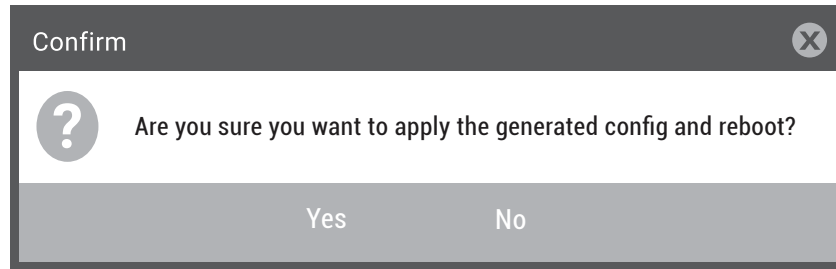 Confirm
Are you sure you want to apply the generated config and reboot?
Yes No